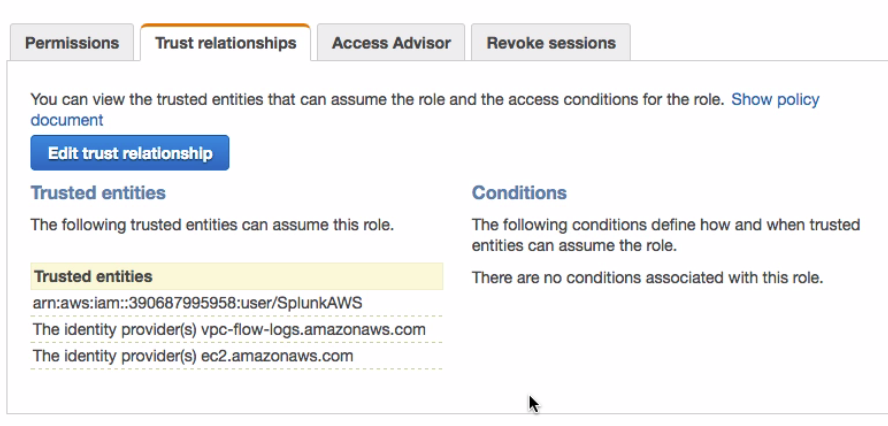 Permissions
Trust relationships
Access Advisor
Revoke sessions
You can view the trusted entities that can assume the role and the access conditions for the role. Show policy
document
Edit trust relationship
Trusted entities
The following trusted entities can assume this role.
Trusted entities
arn:aws:iam::390687995958:user/SplunkAWS
The identity provider(s) vpc-flow-logs.amazonaws.com
The identity provider(s) ec2.amazonaws.com
Conditions
The following conditions define how and when trusted
entities can assume the role.
There are no conditions associated with this role.